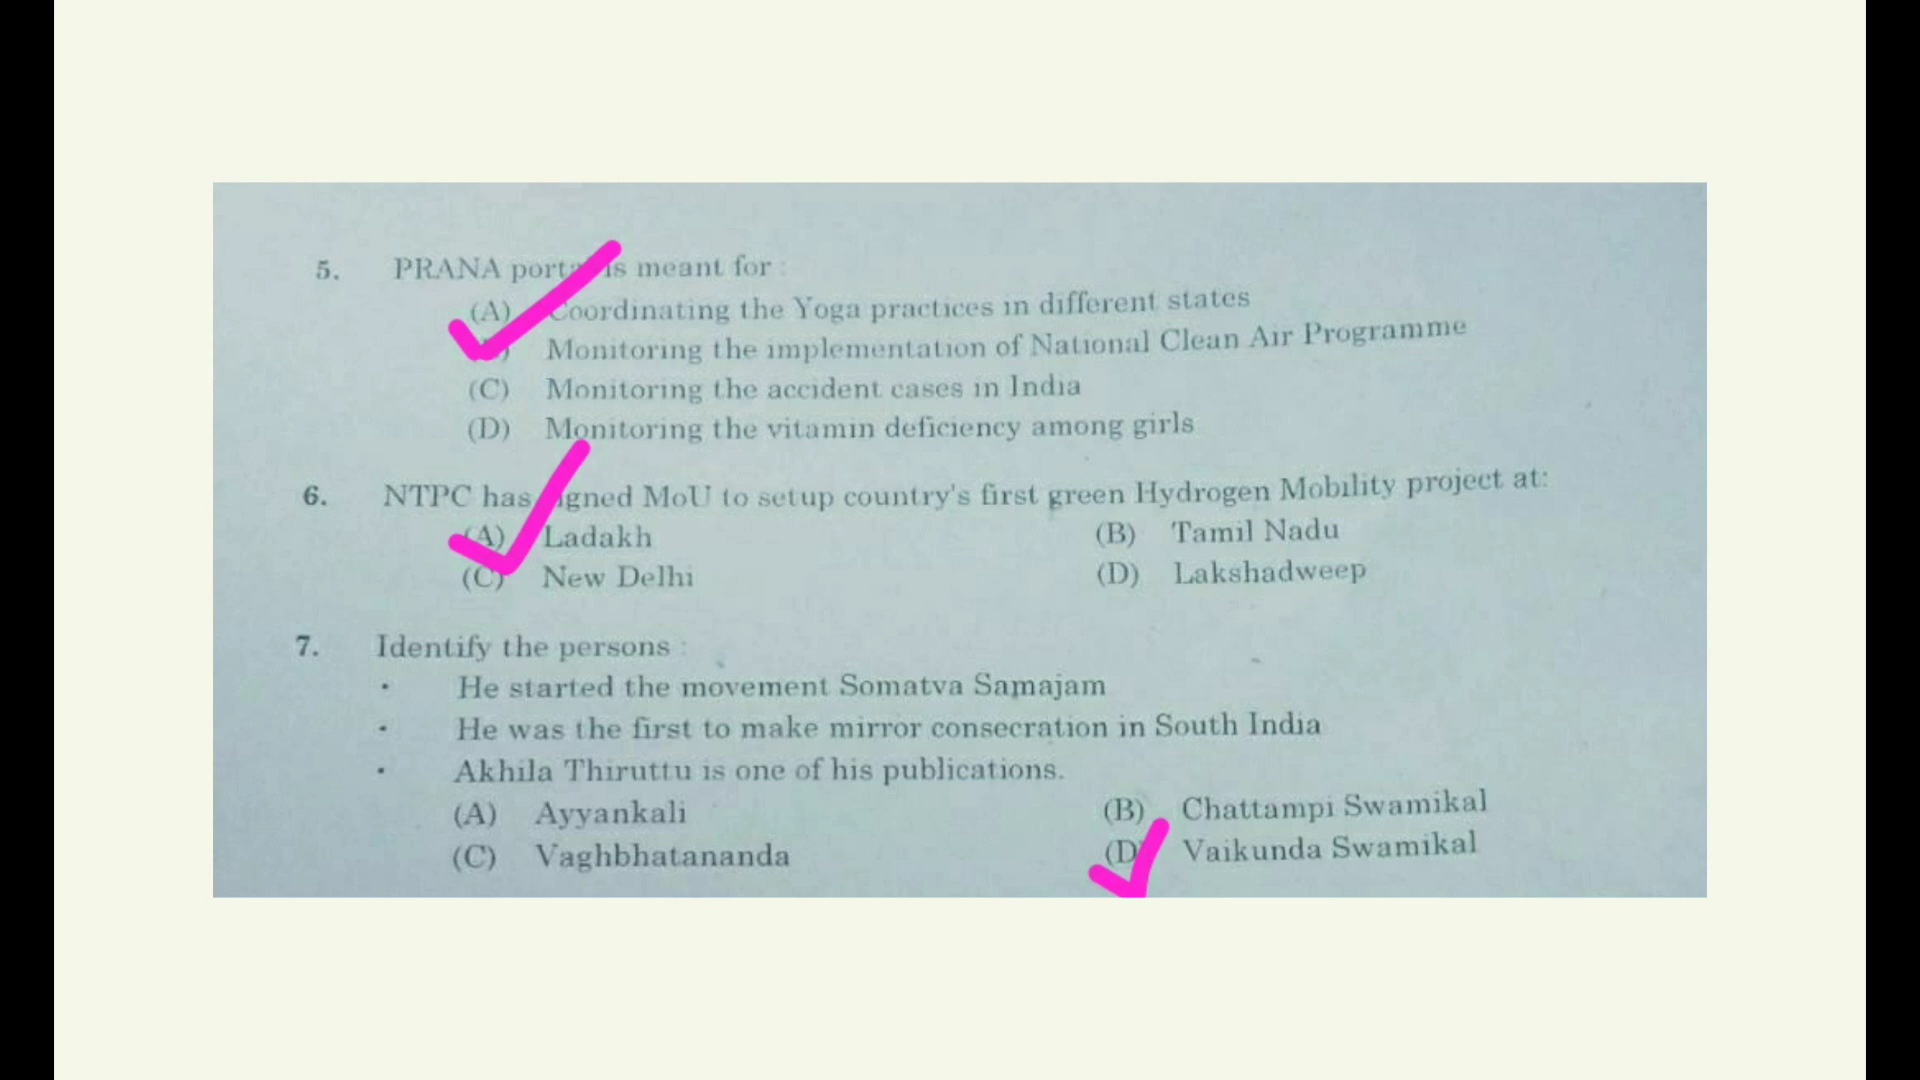 5. PRANA portal is meant for :
(A) Coordinating the Yoga practices in different states
(B) Monitoring the implementation of National Clean Air Programme
(C) Monitoring the accident cases in India
(D) Monitoring the vitamin deficiency among girls
6. NTPC has signed MoU to setup country's first green Hydrogen Mobility project at:
(A) Ladakh (B) Tamil Nadu
(C) New Delhi (D) Lakshadweep
7. Identify the persons :
• He started the movement Somatva Samajam
• He was the first to make mirror consecration in South India
• Akhila Thiruttu is one of his publications.
(A) Ayyankali (B) Chattampi Swamikal
(C) Vaghbhatananda (D) Vaikunda Swamikal